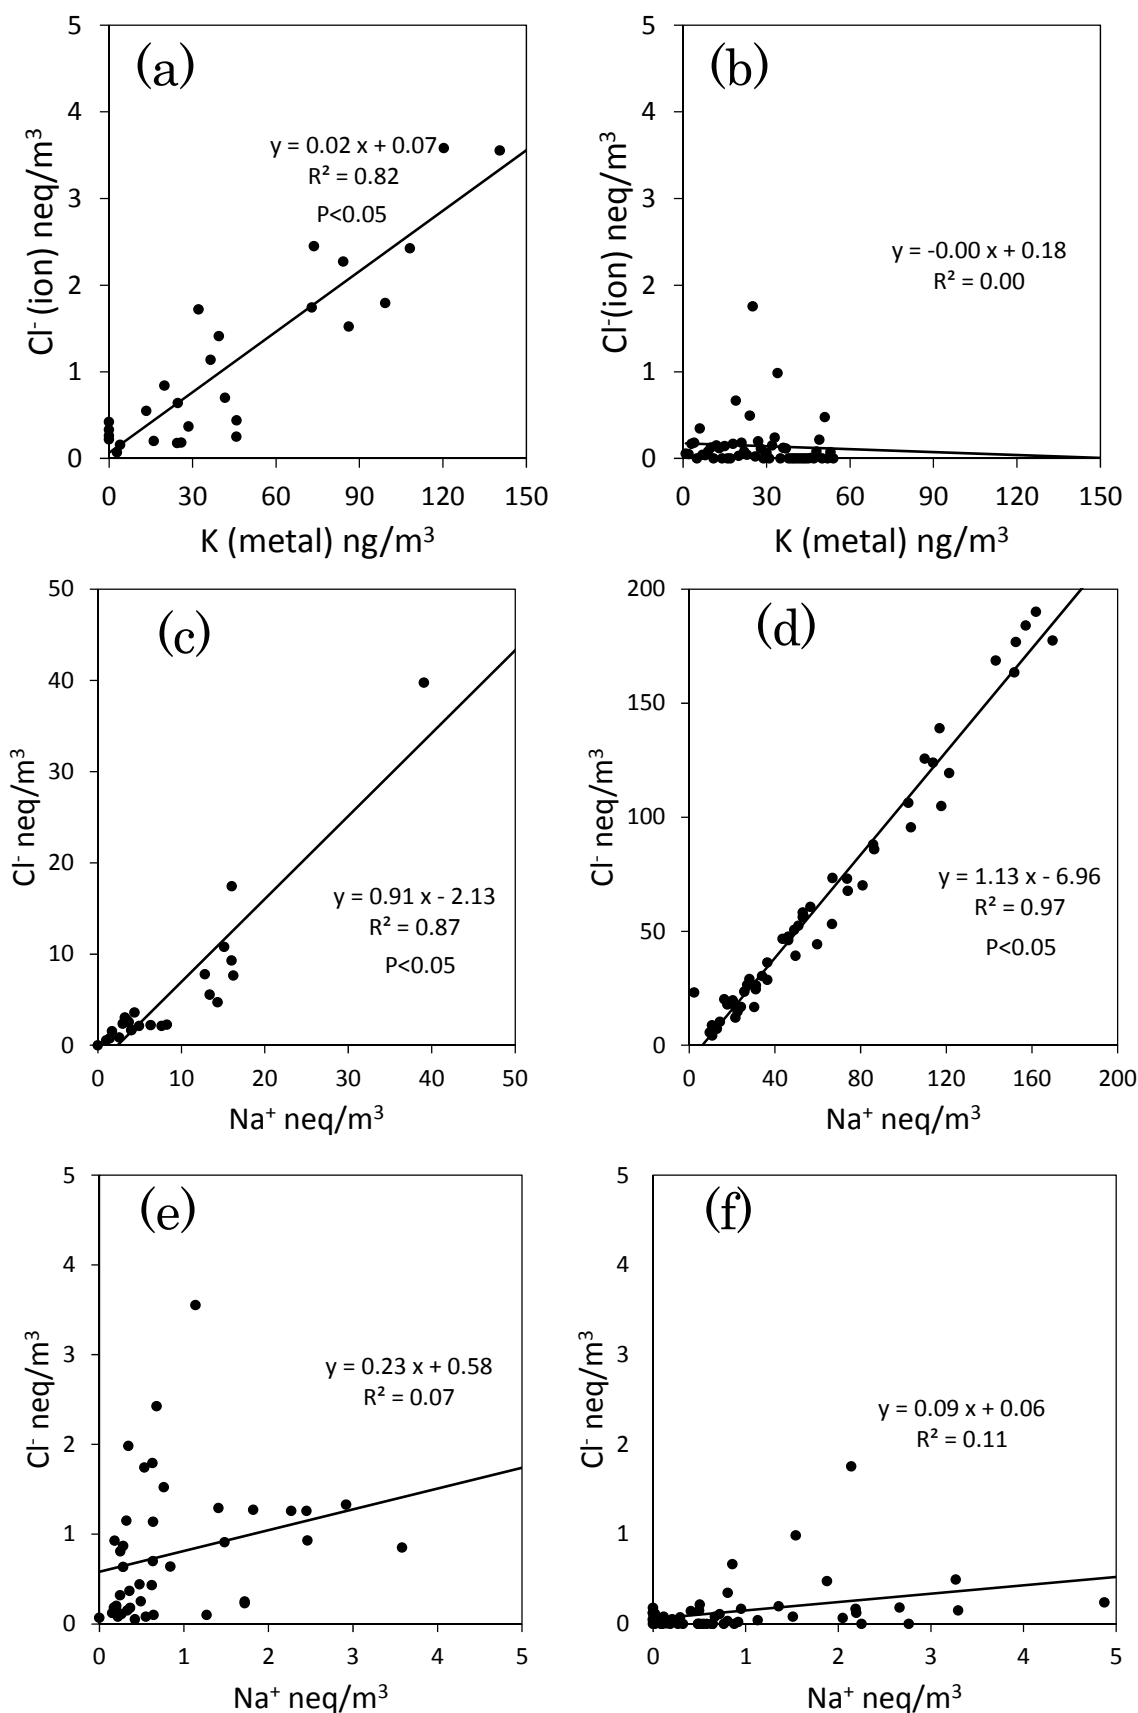 (a)
5
4
3
2
1
0
Cl⁻ (ion) neq/m³
y = 0.02 x + 0.07
R² = 0.82
P<0.05
0 30 60 90 120 150
K (metal) ng/m³
(b)
5
4
3
2
1
0
Cl⁻(ion) neq/m³
y = -0.00 x + 0.18
R² = 0.00
0 30 60 90 120 150
K (metal) ng/m³
(c)
50
40
30
20
10
0
Cl⁻ neq/m³
y = 0.91 x - 2.13
R² = 0.87
P<0.05
0 10 20 30 40 50
Na⁺ neq/m³
(d)
200
150
100
50
0
Cl⁻ neq/m³
y = 1.13 x - 6.96
R² = 0.97
P<0.05
0 40 80 120 160 200
Na⁺ neq/m³
(e)
5
4
3
2
1
0
Cl⁻ neq/m³
y = 0.23 x + 0.58
R² = 0.07
0 1 2 3 4 5
Na⁺ neq/m³
(f)
5
4
3
2
1
0
Cl⁻ neq/m³
y = 0.09 x + 0.06
R² = 0.11
0 1 2 3 4 5
Na⁺ neq/m³